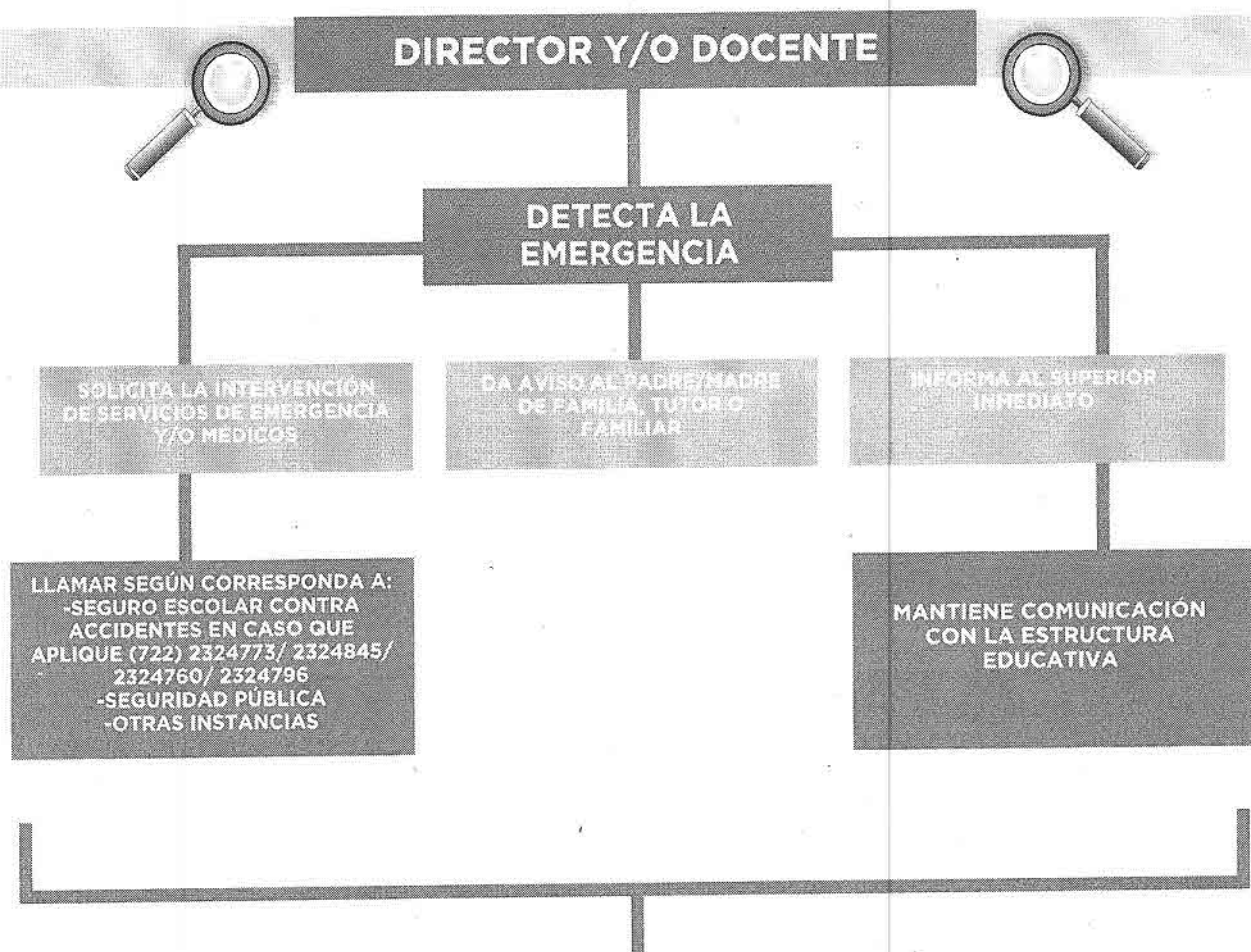 DIRECTOR Y/O DOCENTE
DETECTA LA
EMERGENCIA
SOLICITA LA INTERVENCIÓN
DE SERVICIOS DE EMERGENCIA
Y/O MÉDICOS
DA AVISO AL PADRE/MADRE
DE FAMILIA, TUTOR O
FAMILIAR
INFORMA AL SUPERIOR
INMEDIATO
LLAMAR SEGÚN CORRESPONDA A:
-SEGURO ESCOLAR CONTRA
ACCIDENTES EN CASO QUE
APLIQUE (722) 2324773/ 2324845/
2324760/ 2324796
-SEGURIDAD PÚBLICA
-OTRAS INSTANCIAS
MANTIENE COMUNICACIÓN
CON LA ESTRUCTURA
EDUCATIVA